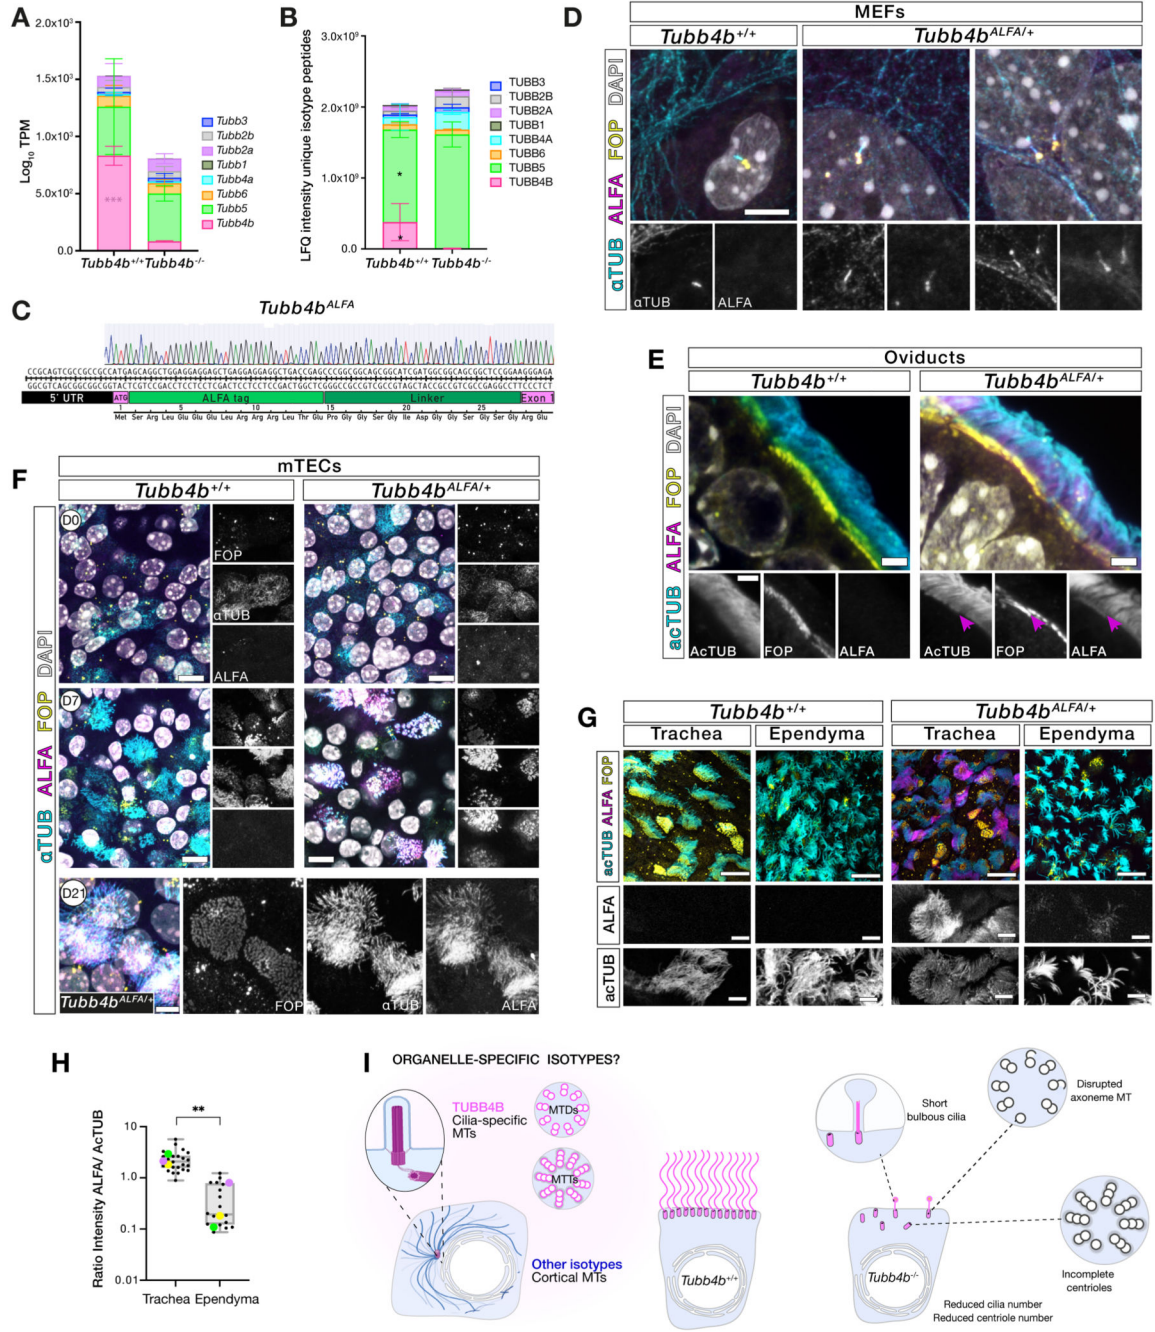 A
Log₁₀ TPM
2.0x10³
1.5x10³
1.0x10³
5.0x10²
0.0
***
Tubb4b+/+ Tubb4b-/-
Tubb3
Tubb2b
Tubb2a
Tubb1
Tubb4a
Tubb6
Tubb5
Tubb4b
B
LFQ intensity unique isotype peptides
3.0x10⁹
2.0x10⁹
1.0x10⁹
0.0
*
*
Tubb4b+/+ Tubb4b-/-
TUBB3
TUBB2B
TUBB2A
TUBB1
TUBB4A
TUBB6
TUBB5
TUBB4B
C
Tubb4bALFA
5' UTR ATG ALFA tag Linker Exon 1
1 5 10 15 20 25
Met Ser Arg Leu Glu Glu Glu Leu Arg Arg Arg Leu Thr Glu Pro Gly Gly Ser Gly Ile Asp Gly Gly Ser Gly Ser Gly Arg Glu Ile
D
MEFs
Tubb4b+/+ Tubb4bALFA/+
αTUB ALFA FOP DAPI
αTUB ALFA
E
Oviducts
Tubb4b+/+ Tubb4bALFA/+
acTUB ALFA FOP DAPI
AcTUB FOP ALFA AcTUB FOP ALFA
F
mTECs
Tubb4b+/+ Tubb4bALFA/+
αTUB ALFA FOP DAPI
D0
FOP
αTUB
ALFA
D7
D21
Tubb4bALFA/+ FOP αTUB ALFA
G
Tubb4b+/+ Tubb4bALFA/+
Trachea Ependyma Trachea Ependyma
acTUB ALFA FOP
ALFA
acTUB
H
Ratio Intensity ALFA/ AcTUB
**
10
1.0
0.1
0.01
Trachea Ependyma
I
ORGANELLE-SPECIFIC ISOTYPES?
TUBB4B
Cilia-specific
MTs
MTDs
MTTs
Other isotypes
Cortical MTs
Tubb4b+/+
Short
bulbous cilia
Disrupted
axoneme MT
Tubb4b-/-
Incomplete
centrioles
Reduced cilia number
Reduced centriole number